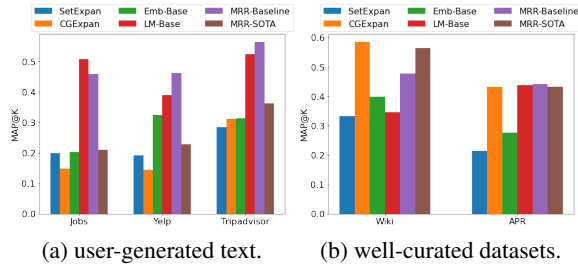 SetExpan Emb-Base MRR-Baseline
CGExpan LM-Base MRR-SOTA
MAP@K
0.5
0.4
0.3
0.2
0.1
0.0
Jobs Yelp Tripadvisor
(a) user-generated text.
SetExpan Emb-Base MRR-Baseline
CGExpan LM-Base MRR-SOTA
MAP@K
0.6
0.5
0.4
0.3
0.2
0.1
0.0
Wiki APR
(b) well-curated datasets.